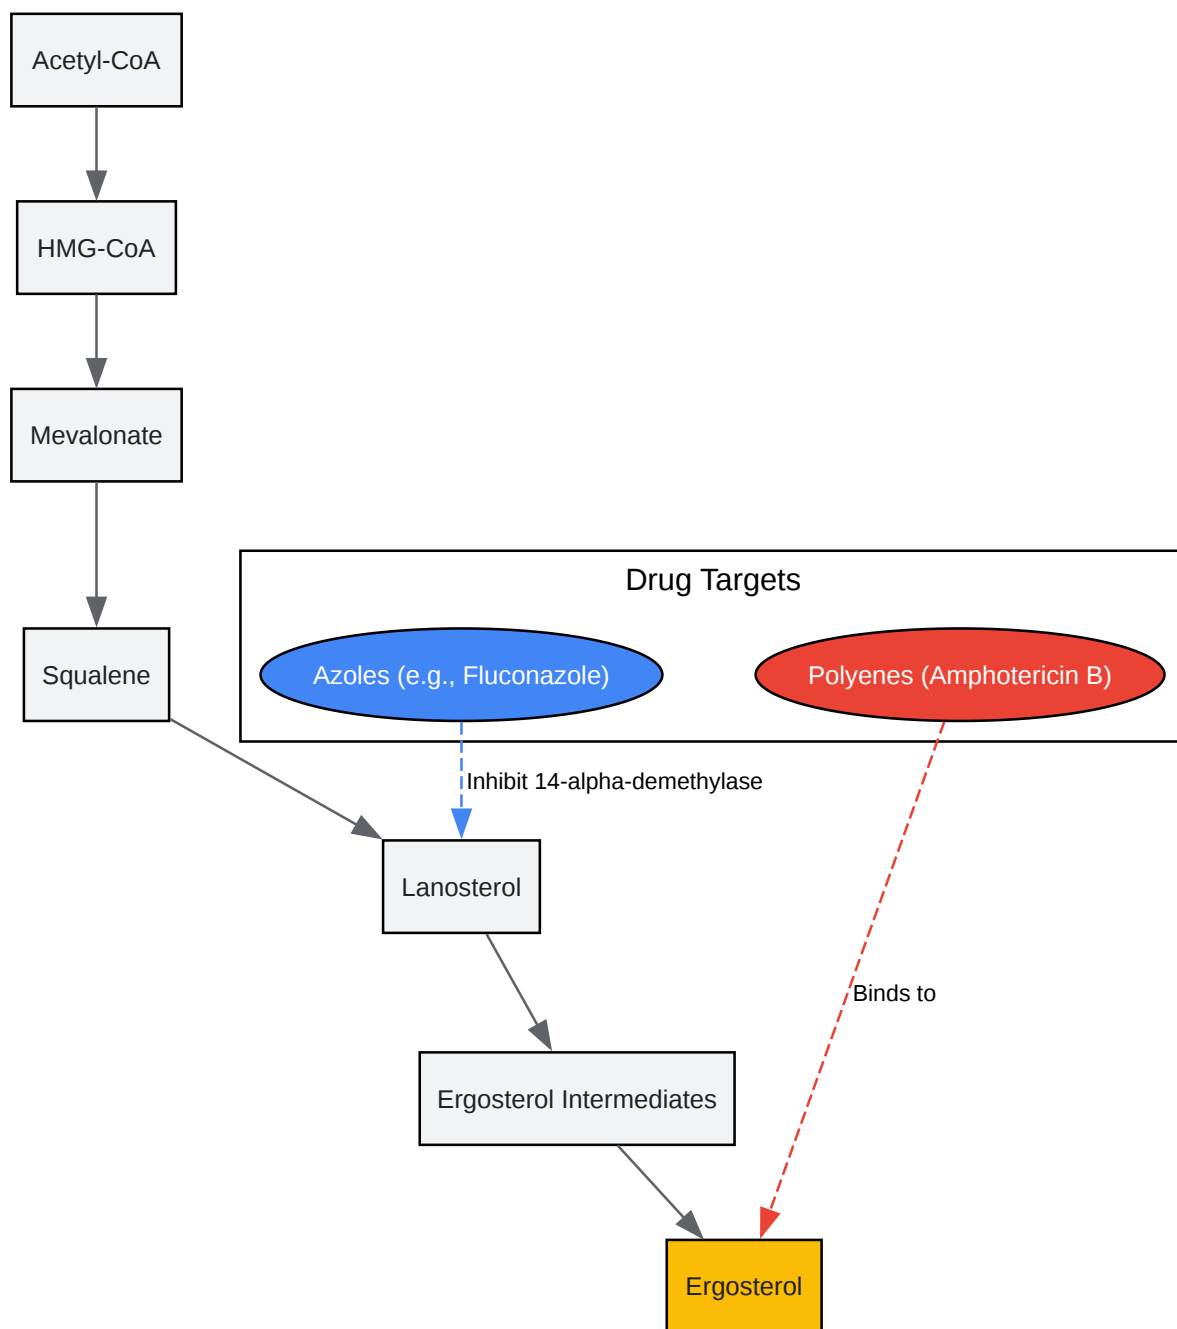 Acetyl-CoA
HMG-CoA
Mevalonate
Drug Targets
Squalene
Azoles (e.g., Fluconazole)
Polyenes (Amphotericin B)
Inhibit 14-alpha-demethylase
Lanosterol
Binds to
Ergosterol Intermediates
Ergosterol